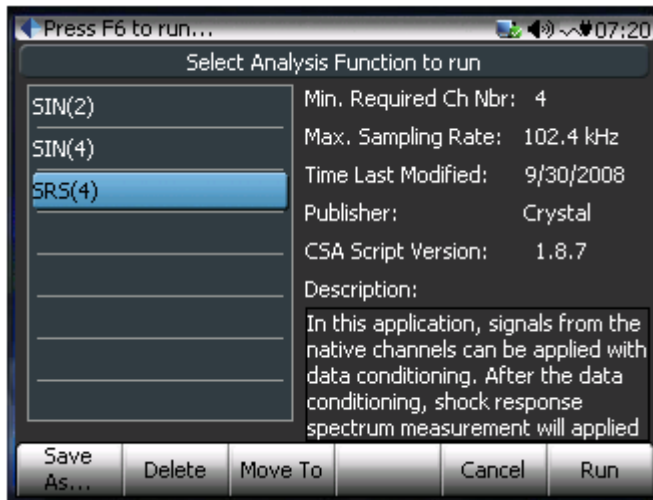 Press F6 to run...
07:20
Select Analysis Function to run
SIN(2)
SIN(4)
SRS(4)
Min. Required Ch Nbr: 4
Max. Sampling Rate: 102.4 kHz
Time Last Modified: 9/30/2008
Publisher: Crystal
CSA Script Version: 1.8.7
Description:
In this application, signals from the
native channels can be applied with
data conditioning. After the data
conditioning, shock response
spectrum measurement will applied
Save As...
Delete
Move To
Cancel
Run